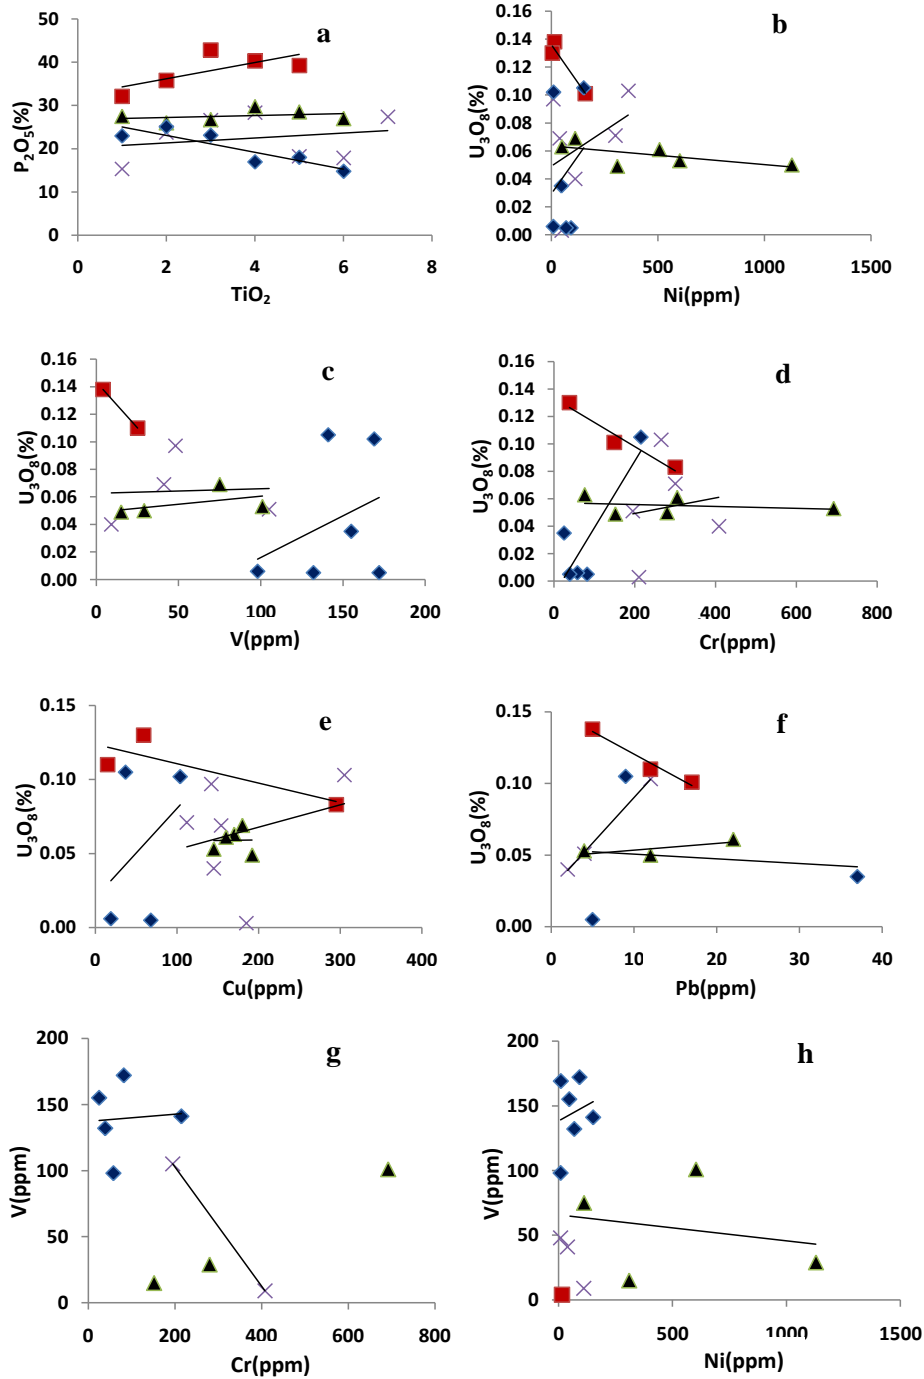 a
50
40
30
20
10
0
P₂O₅(%)
0 2 4 6 8
TiO₂
b
0.16
0.14
0.12
0.10
0.08
0.06
0.04
0.02
0.00
U₃O₈(%)
0 500 1000 1500
Ni(ppm)
c
0.16
0.14
0.12
0.10
0.08
0.06
0.04
0.02
0.00
U₃O₈(%)
0 50 100 150 200
V(ppm)
d
0.16
0.14
0.12
0.10
0.08
0.06
0.04
0.02
0.00
U₃O₈(%)
0 200 400 600 800
Cr(ppm)
e
0.15
0.10
0.05
0.00
U₃O₈(%)
0 100 200 300 400
Cu(ppm)
f
0.15
0.10
0.05
0.00
U₃O₈(%)
0 10 20 30 40
Pb(ppm)
g
200
150
100
50
0
V(ppm)
0 200 400 600 800
Cr(ppm)
h
200
150
100
50
0
V(ppm)
0 500 1000 1500
Ni(ppm)